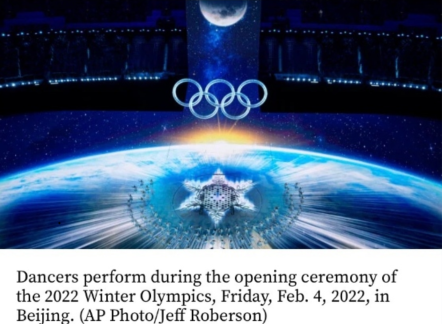 Dancers perform during the opening ceremony of
the 2022 Winter Olympics, Friday, Feb. 4, 2022, in
Beijing. (AP Photo/Jeff Roberson)